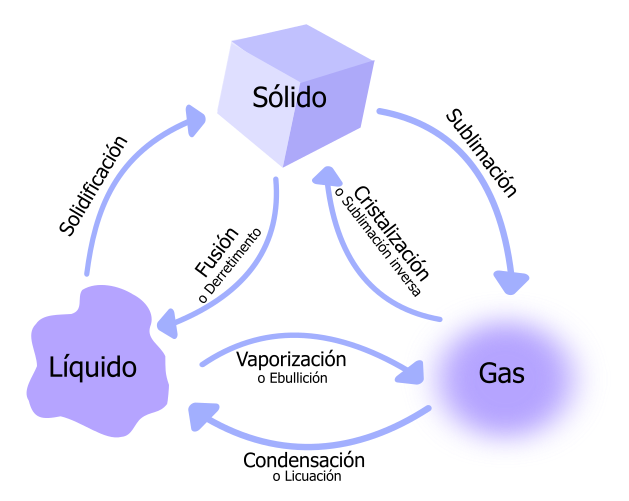 Sólido
Sublimación
Solidificación
Cristalización
o Sublimación inversa
Fusión
o Derretimento
Líquido
Vaporización
o Ebullición
Gas
Condensación
o Licuación